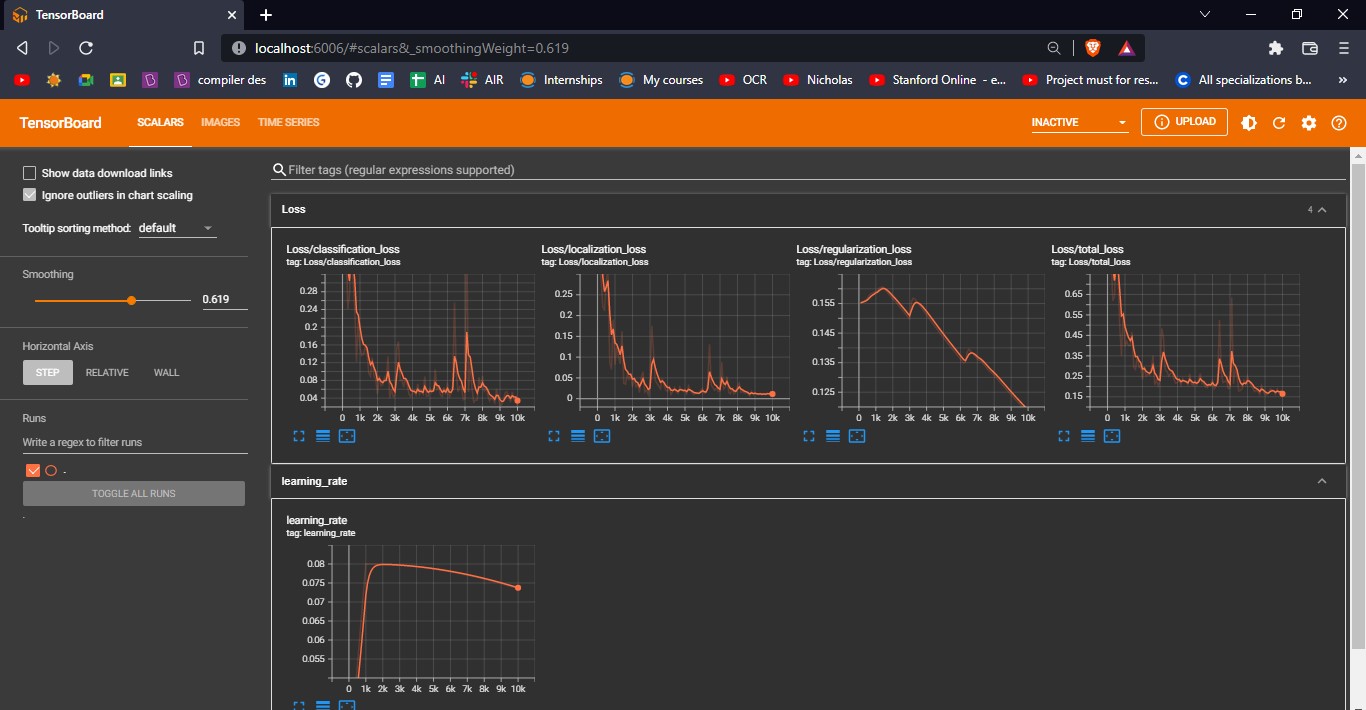 TensorBoard
localhost:6006/#scalars&_smoothingWeight=0.619
compiler des
AI
AIR
Internships
My courses
OCR
Nicholas
Stanford Online - e...
Project must for res...
All specializations b...
»
TensorBoard
SCALARS
IMAGES
TIME SERIES
INACTIVE
UPLOAD
Show data download links
Ignore outliers in chart scaling
Tooltip sorting method: default
Smoothing
0.619
Horizontal Axis
STEP
RELATIVE
WALL
Runs
Write a regex to filter runs
.
TOGGLE ALL RUNS
.
Filter tags (regular expressions supported)
Loss
4
Loss/classification_loss
tag: Loss/classification_loss
0.28
0.24
0.2
0.16
0.12
0.08
0.04
0 1k 2k 3k 4k 5k 6k 7k 8k 9k 10k
Loss/localization_loss
tag: Loss/localization_loss
0.25
0.2
0.15
0.1
0.05
0
0 1k 2k 3k 4k 5k 6k 7k 8k 9k 10k
Loss/regularization_loss
tag: Loss/regularization_loss
0.155
0.145
0.135
0.125
0 1k 2k 3k 4k 5k 6k 7k 8k 9k 10k
Loss/total_loss
tag: Loss/total_loss
0.65
0.55
0.45
0.35
0.25
0.15
0 1k 2k 3k 4k 5k 6k 7k 8k 9k 10k
learning_rate
learning_rate
tag: learning_rate
0.08
0.075
0.07
0.065
0.06
0.055
0 1k 2k 3k 4k 5k 6k 7k 8k 9k 10k